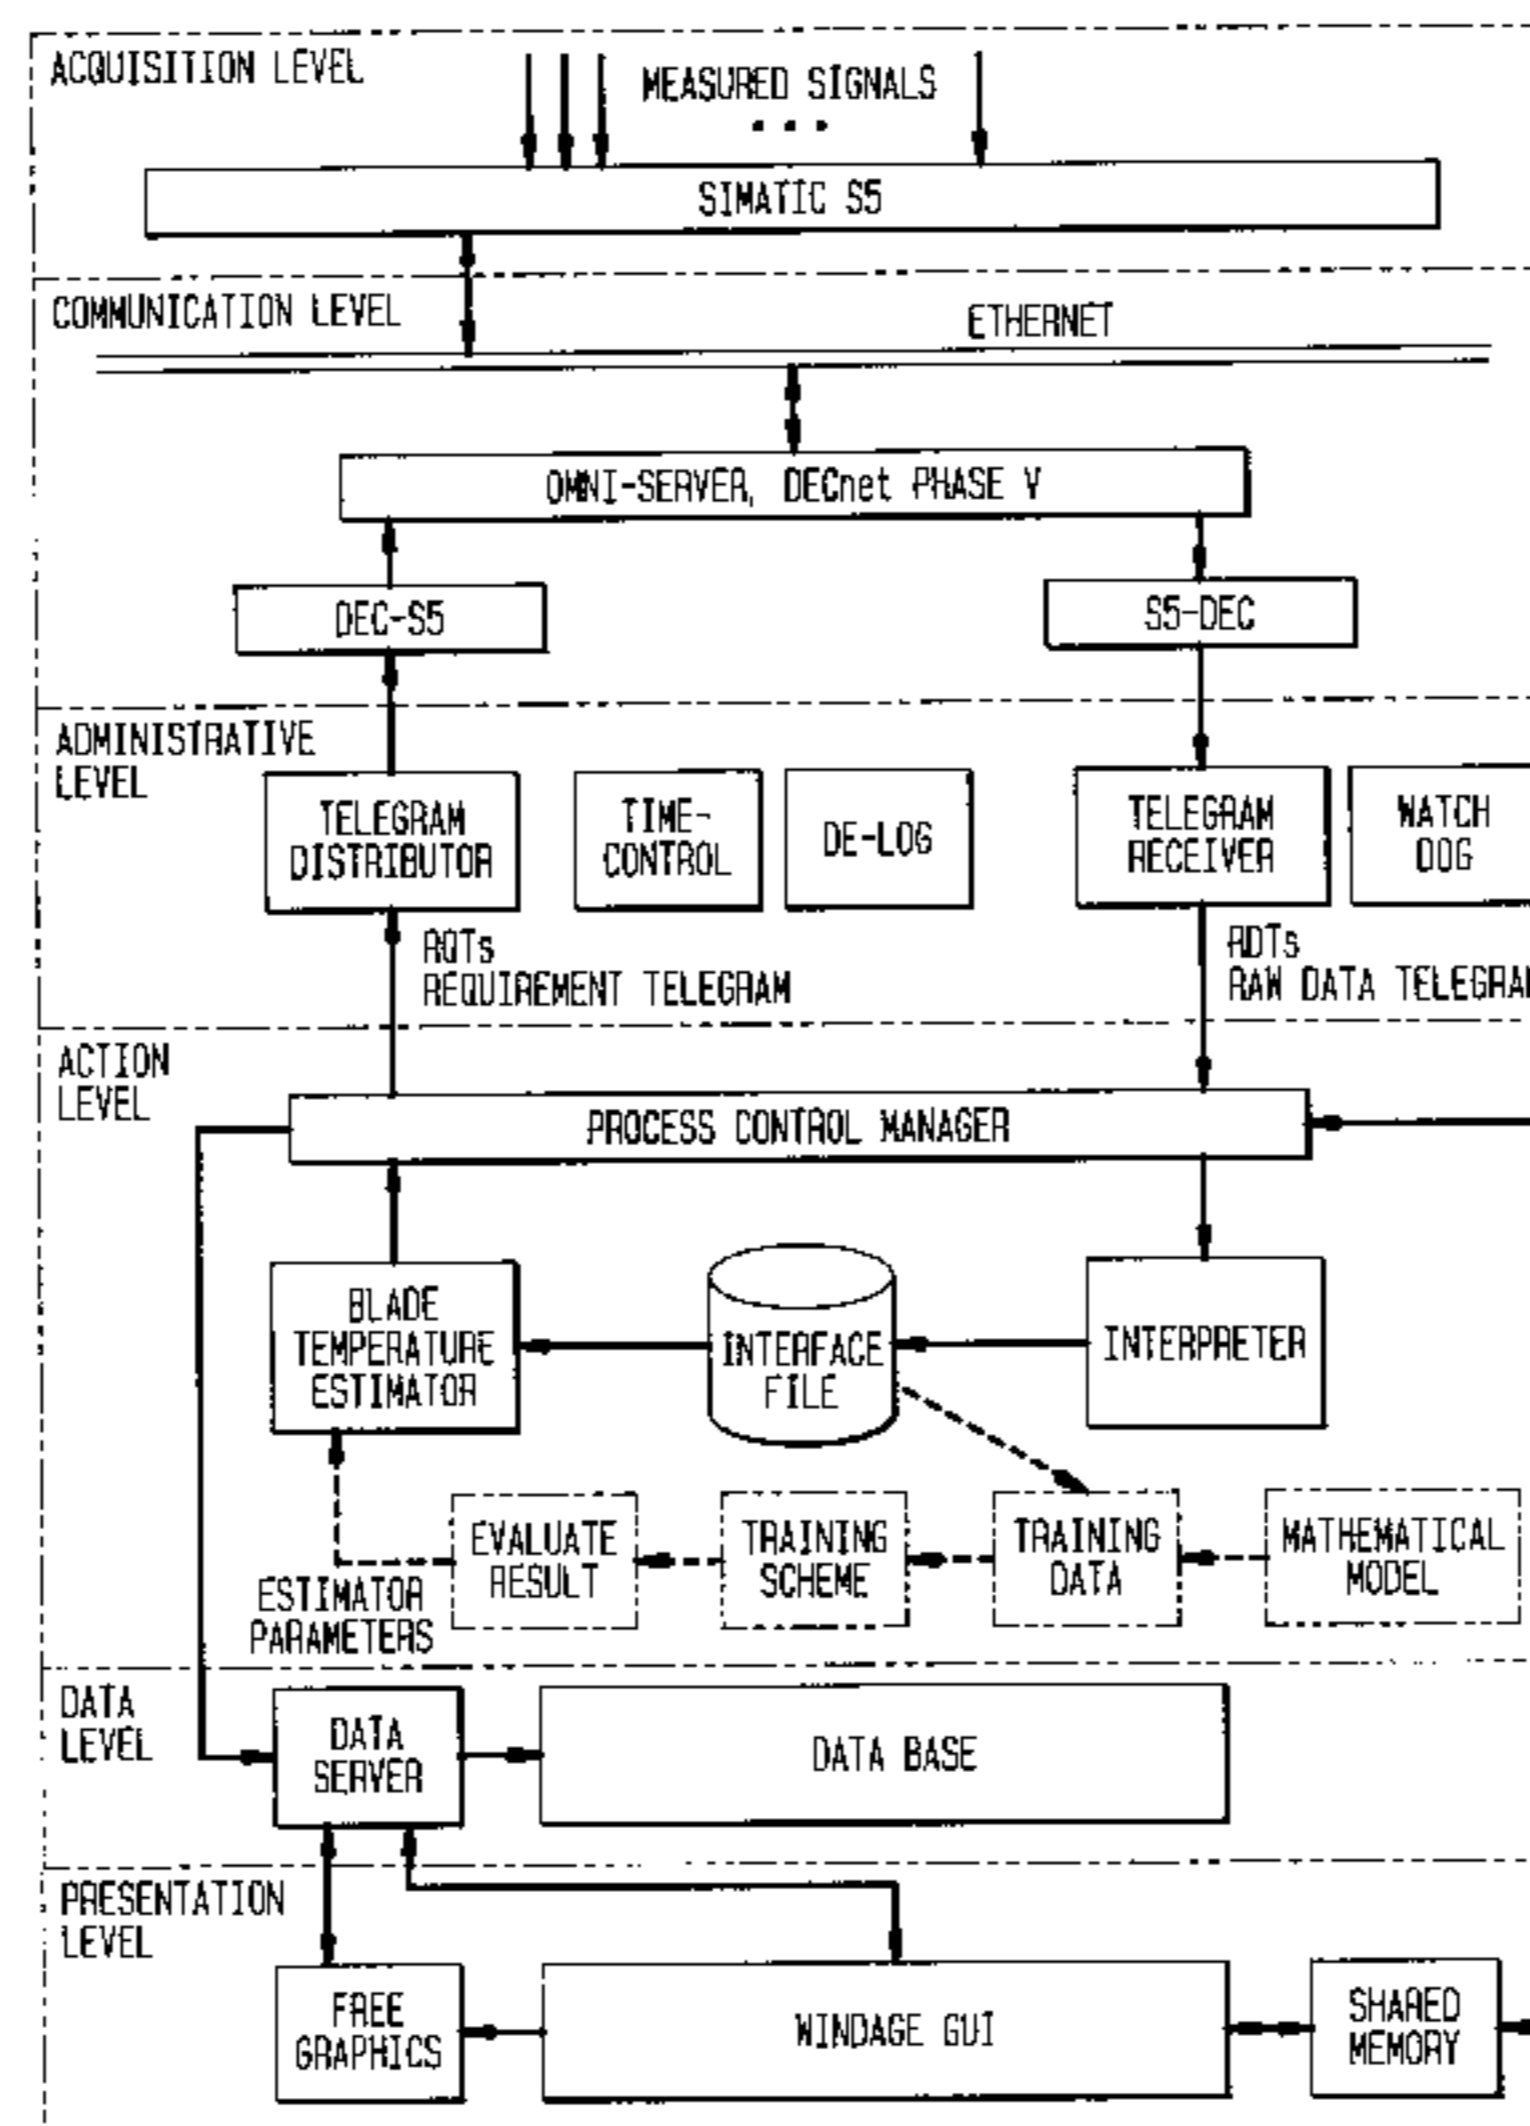 ACQUISITION LEVEL
MEASURED SIGNALS
• • •
SIMATIC S5
COMMUNICATION LEVEL
ETHERNET
OMNI-SERVER, DECnet PHASE V
DEC-S5
S5-DEC
ADMINISTRATIVE
LEVEL
TELEGRAM
DISTRIBUTOR
TIME-
CONTROL
DE-LOG
TELEGRAM
RECEIVER
WATCH
DOG
RQTs
REQUIREMENT TELEGRAM
RDTs
RAW DATA TELEGRA
ACTION
LEVEL
PROCESS CONTROL MANAGER
BLADE
TEMPERATURE
ESTIMATOR
INTERFACE
FILE
INTERPRETER
EVALUATE
RESULT
TRAINING
SCHEME
TRAINING
DATA
MATHEMATICAL
MODEL
ESTIMATOR
PARAMETERS
DATA
LEVEL
DATA
SERVER
DATA BASE
PRESENTATION
LEVEL
FREE
GRAPHICS
WINDAGE GUI
SHARED
MEMORY